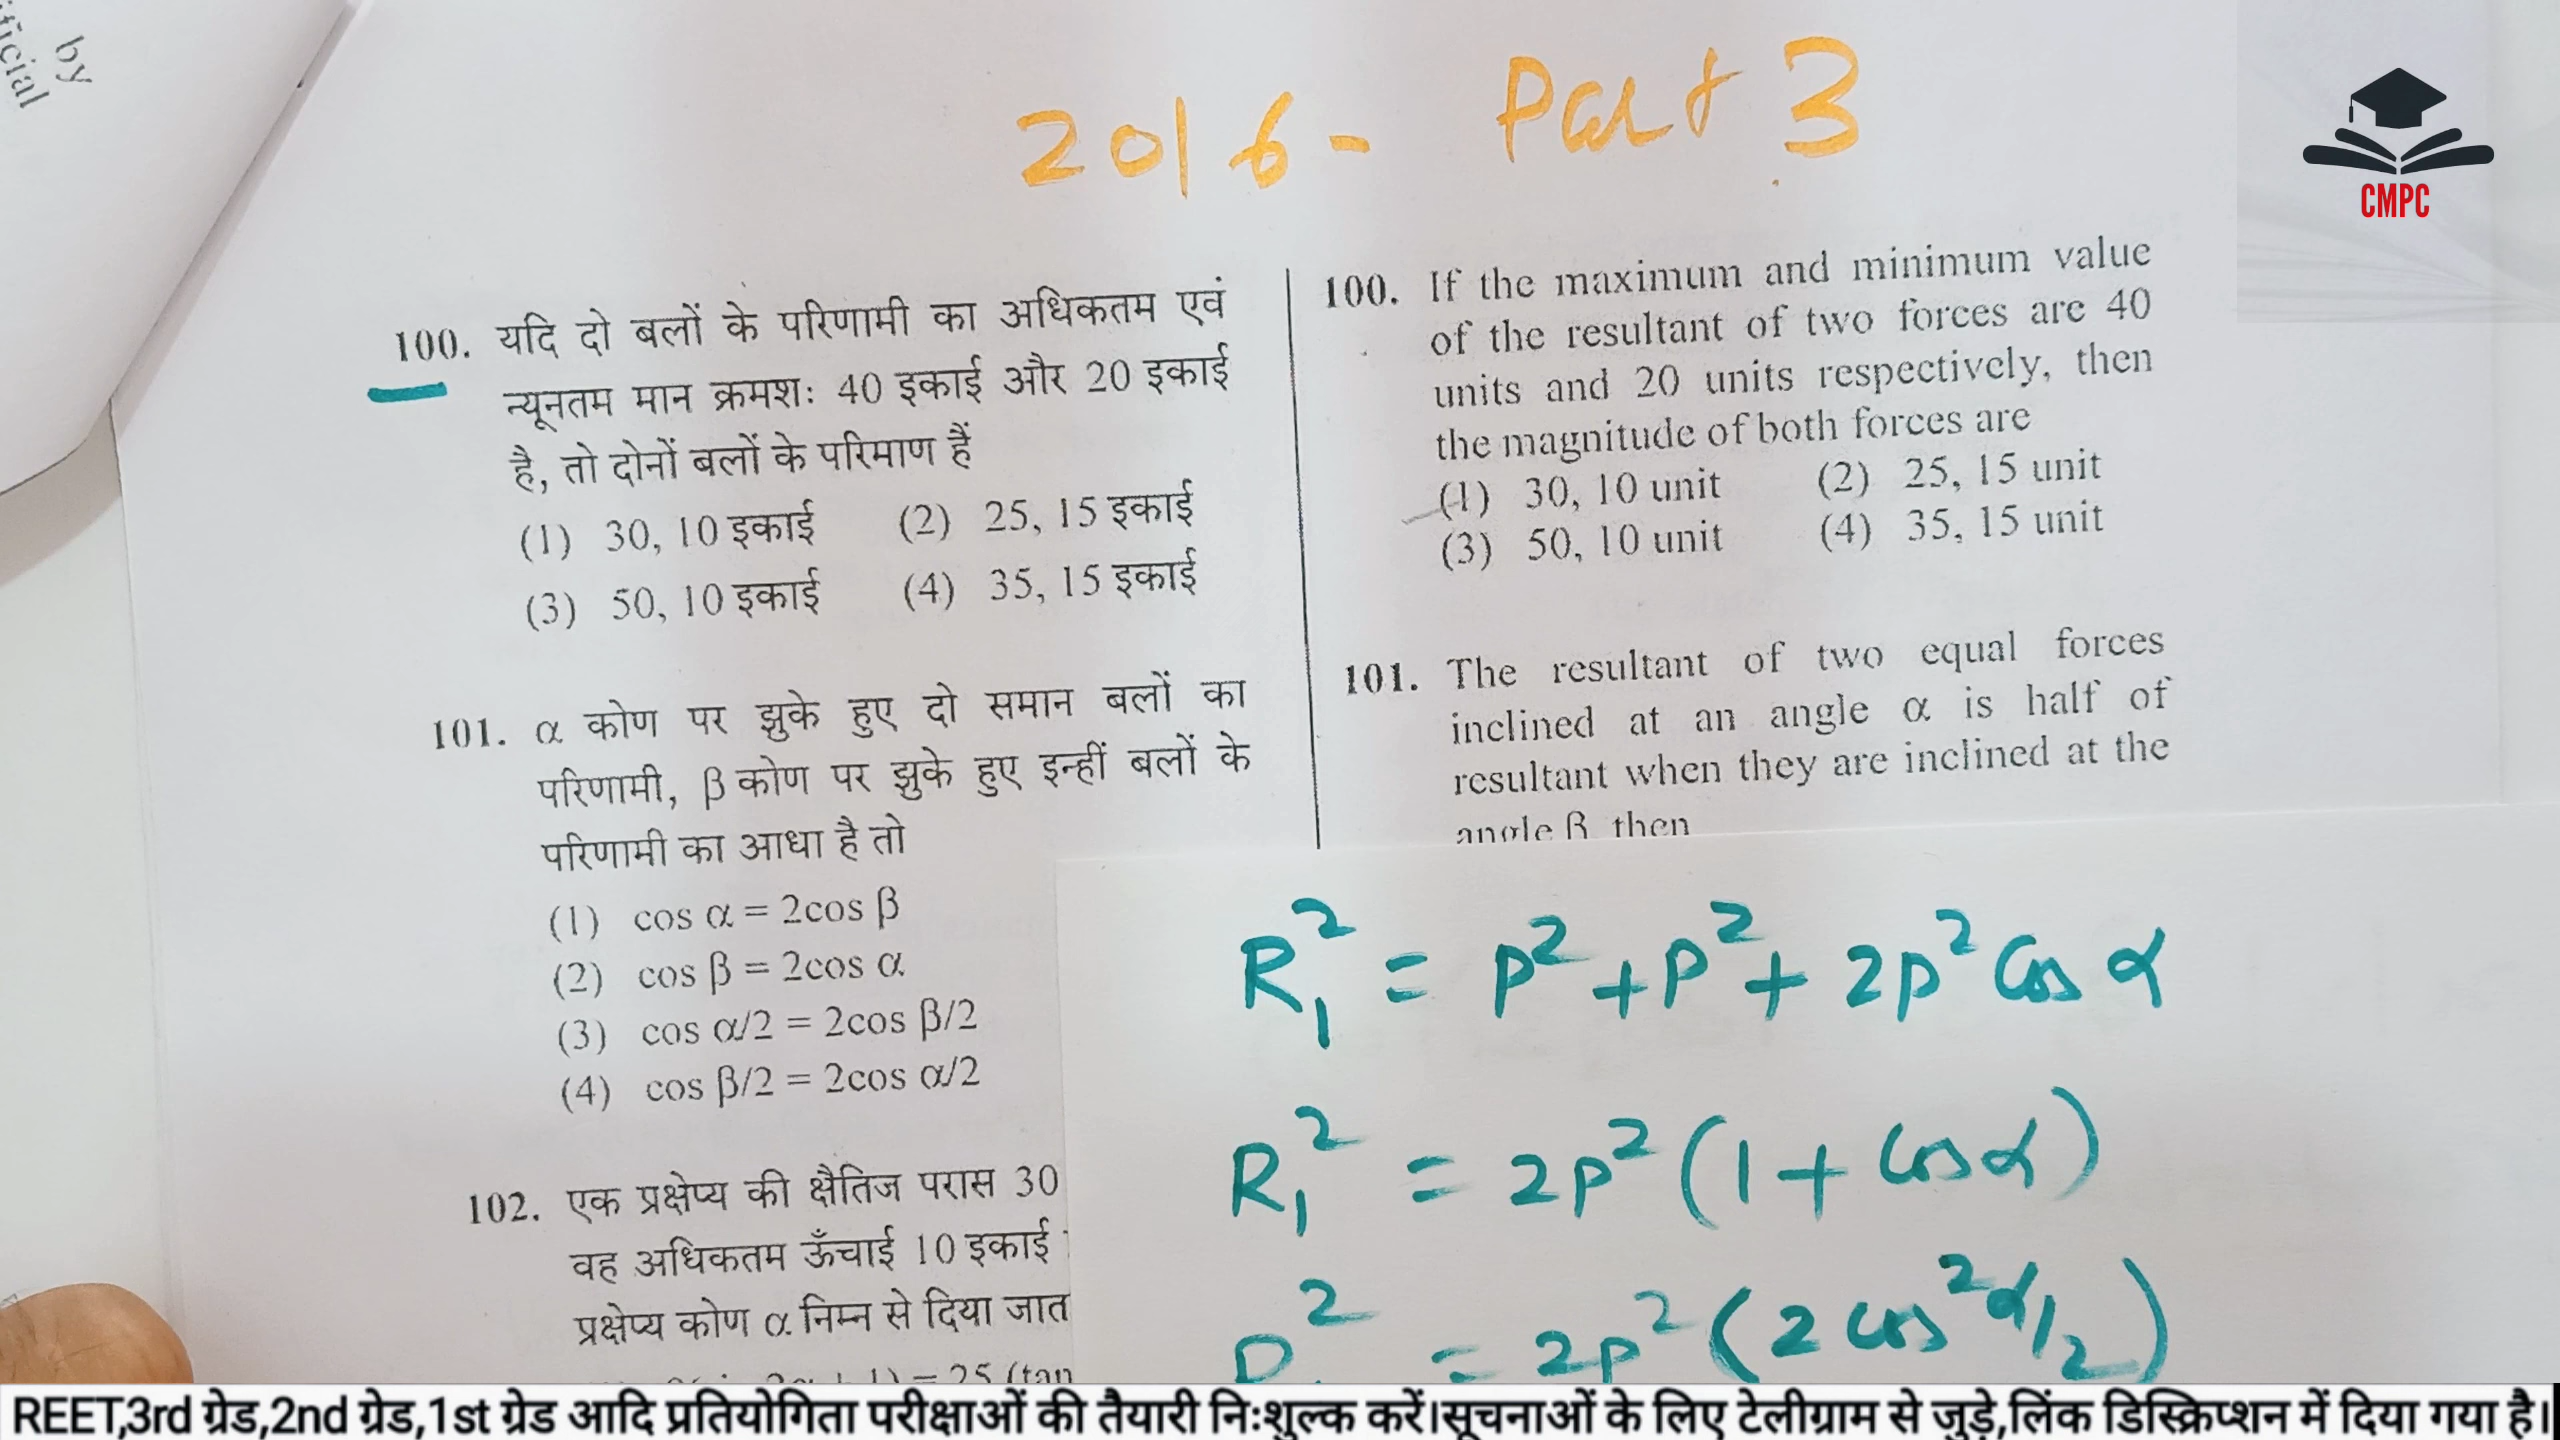 by
2016 - Part 3
CMPC
100. यदि दो बलों के परिणामी का अधिकतम एवं
न्यूनतम मान क्रमशः 40 इकाई और 20 इकाई
है, तो दोनों बलों के परिमाण हैं
(1) 30, 10 इकाई (2) 25, 15 इकाई
(3) 50, 10 इकाई (4) 35, 15 इकाई
101. α कोण पर झुके हुए दो समान बलों का
परिणामी, β कोण पर झुके हुए इन्हीं बलों के
परिणामी का आधा है तो
(1) cos α = 2cos β
(2) cos β = 2cos α
(3) cos α/2 = 2cos β/2
(4) cos β/2 = 2cos α/2
102. एक प्रक्षेप्य की क्षैतिज परास 30
वह अधिकतम ऊँचाई 10 इकाई
प्रक्षेप्य कोण α निम्न से दिया जात
100. If the maximum and minimum value
of the resultant of two forces are 40
units and 20 units respectively, then
the magnitude of both forces are
(1) 30, 10 unit (2) 25, 15 unit
(3) 50, 10 unit (4) 35, 15 unit
101. The resultant of two equal forces
inclined at an angle α is half of
resultant when they are inclined at the
angle β then
R₁² = P² + P² + 2P² Cos α
R₁² = 2P² (1 + Cos α)
² = 2P² (2 cos² α/2)
REET,3rd ग्रेड,2nd ग्रेड,1st ग्रेड आदि प्रतियोगिता परीक्षाओं की तैयारी निःशुल्क करें।सूचनाओं के लिए टेलीग्राम से जुड़े,लिंक डिस्क्रिप्शन में दिया गया है।